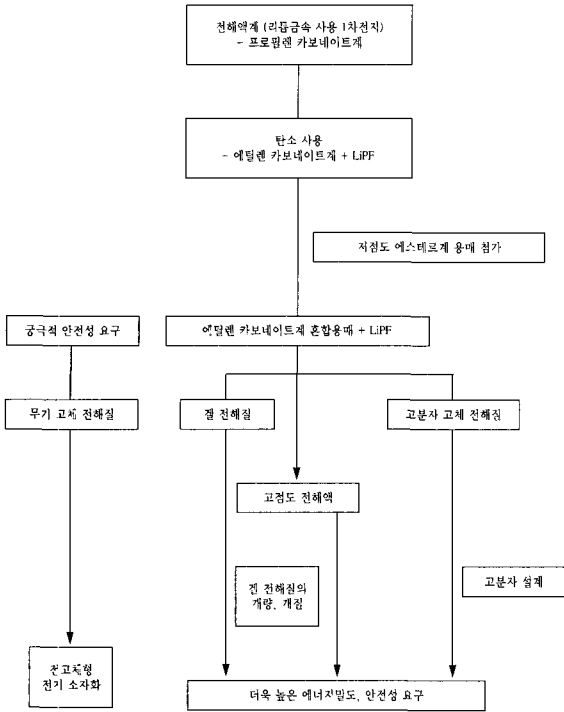 전해액계 (리튬금속 사용 1차전지)
- 프로필렌 카보네이트계
탄소 사용
- 에틸렌 카보네이트계 + LiPF
저점도 에스테르계 용매 첨가
궁극적 안전성 요구
에틸렌 카보네이트계 혼합용매 + LiPF
무기 고체 전해질
겔 전해질
고분자 고체 전해질
고점도 전해액
겔 전해질의
개량, 개질
고분자 설계
전고체형
전기 소자화
더욱 높은 에너지밀도, 안전성 요구